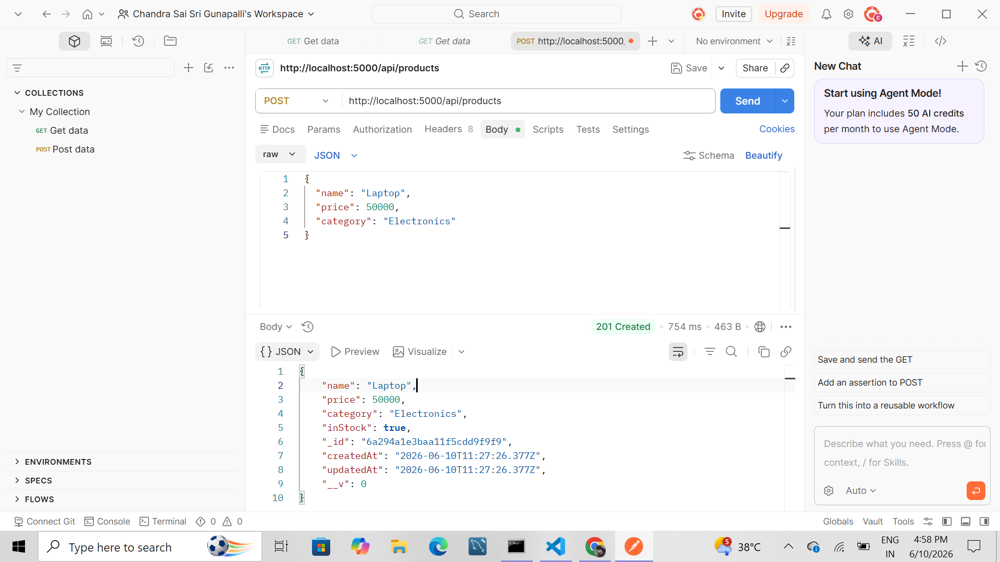 Chandra Sai Sri Gunapalli's Workspace
Search
Invite
Upgrade
C
GET Get data
GET Get data
POST http://localhost:5000,
No environment
AI
HTTP http://localhost:5000/api/products
Save
Share
New Chat
COLLECTIONS
My Collection
GET Get data
POST Post data
POST
http://localhost:5000/api/products
Send
Start using Agent Mode!
Your plan includes 50 AI credits
per month to use Agent Mode.
Docs
Params
Authorization
Headers 8
Body
Scripts
Tests
Settings
Cookies
raw
JSON
Schema
Beautify
1 {
2 "name": "Laptop",
3 "price": 50000,
4 "category": "Electronics"
5 }
Body
201 Created
754 ms
463 B
{} JSON
Preview
Visualize
1 {
2 "name": "Laptop",
3 "price": 50000,
4 "category": "Electronics",
5 "inStock": true,
6 "_id": "6a294a1e3baa11f5cdd9f9f9",
7 "createdAt": "2026-06-10T11:27:26.377Z",
8 "updatedAt": "2026-06-10T11:27:26.377Z",
9 "__v": 0
10 }
Save and send the GET
Add an assertion to POST
Turn this into a reusable workflow
Describe what you need. Press @ for
context, / for Skills.
Auto
ENVIRONMENTS
SPECS
FLOWS
Connect Git
Console
Terminal
0
0
Globals
Vault
Tools
Type here to search
5
38°C
ENG
IN
4:58 PM
6/10/2026